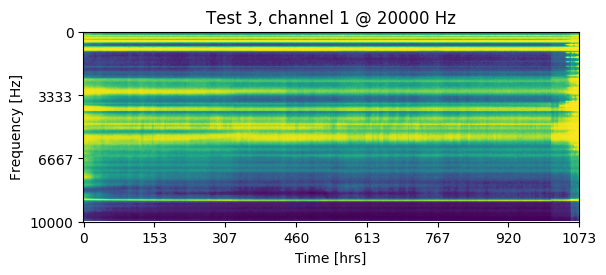 Test 3, channel 1 @ 20000 Hz
0
3333
6667
10000
Frequency [Hz]
0 153 307 460 613 767 920 1073
Time [hrs]